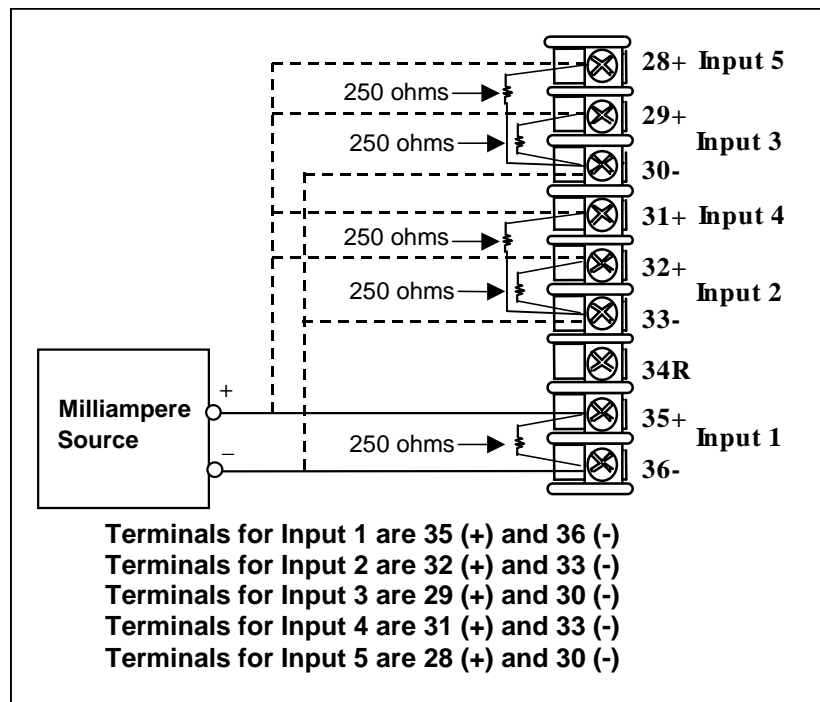 28+ Input 5
250 ohms
29+
250 ohms
Input 3
30-
31+ Input 4
250 ohms
32+
250 ohms
Input 2
33-
34R
+
Milliampere
Source
35+
250 ohms
Input 1
–
36-
Terminals for Input 1 are 35 (+) and 36 (-)
Terminals for Input 2 are 32 (+) and 33 (-)
Terminals for Input 3 are 29 (+) and 30 (-)
Terminals for Input 4 are 31 (+) and 33 (-)
Terminals for Input 5 are 28 (+) and 30 (-)